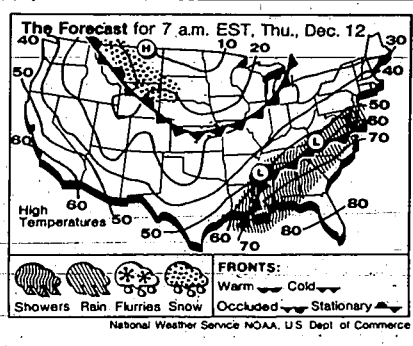 The Forecast for 7 a.m. EST, Thu., Dec. 12
40
H
10
20
30
40
50
50
60
70
60
L
L
High
Temperatures
60
50
50
60
70
80
80
Showers Rain Flurries Snow
FRONTS:
Warm Cold
Occluded Stationary
National Weather Service NOAA, U S Dept of Commerce